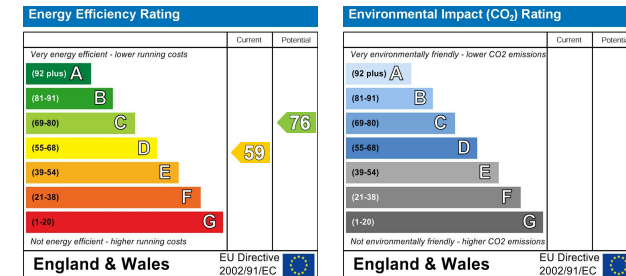 Energy Efficiency Rating
Current Potential
Very energy efficient - lower running costs
(92 plus) A
(81-91) B
(69-80) C
76
(55-68) D
59
(39-54) E
(21-38) F
(1-20) G
Not energy efficient - higher running costs
England & Wales
EU Directive
2002/91/EC
Environmental Impact (CO₂) Rating
Current Potential
Very environmentally friendly - lower CO2 emissions
(92 plus) A
(81-91) B
(69-80) C
(55-68) D
(39-54) E
(21-38) F
(1-20) G
Not environmentally friendly - higher CO2 emissions
England & Wales
EU Directive
2002/91/EC